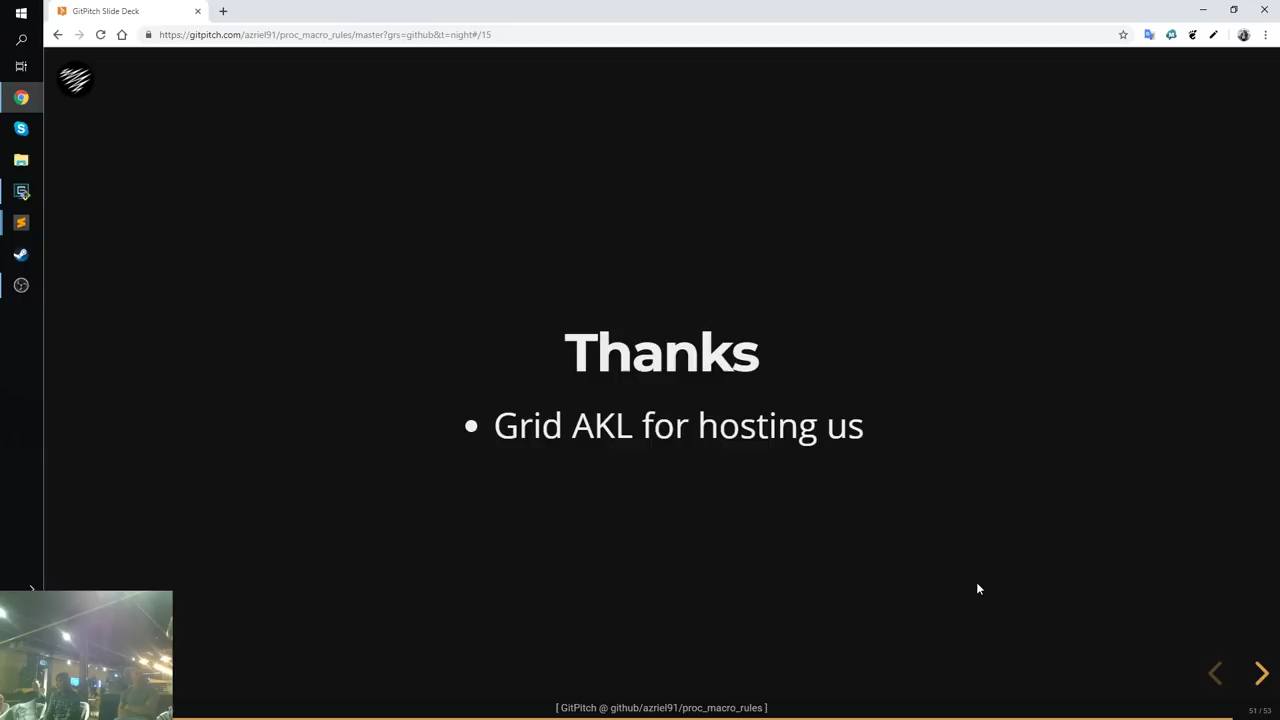 GitPitch Slide Deck
https://gitpitch.com/azriel91/proc_macro_rules/master?grs=github&t=night#/15
Thanks
• Grid AKL for hosting us
[ GitPitch @ github/azriel91/proc_macro_rules ]
51 / 53